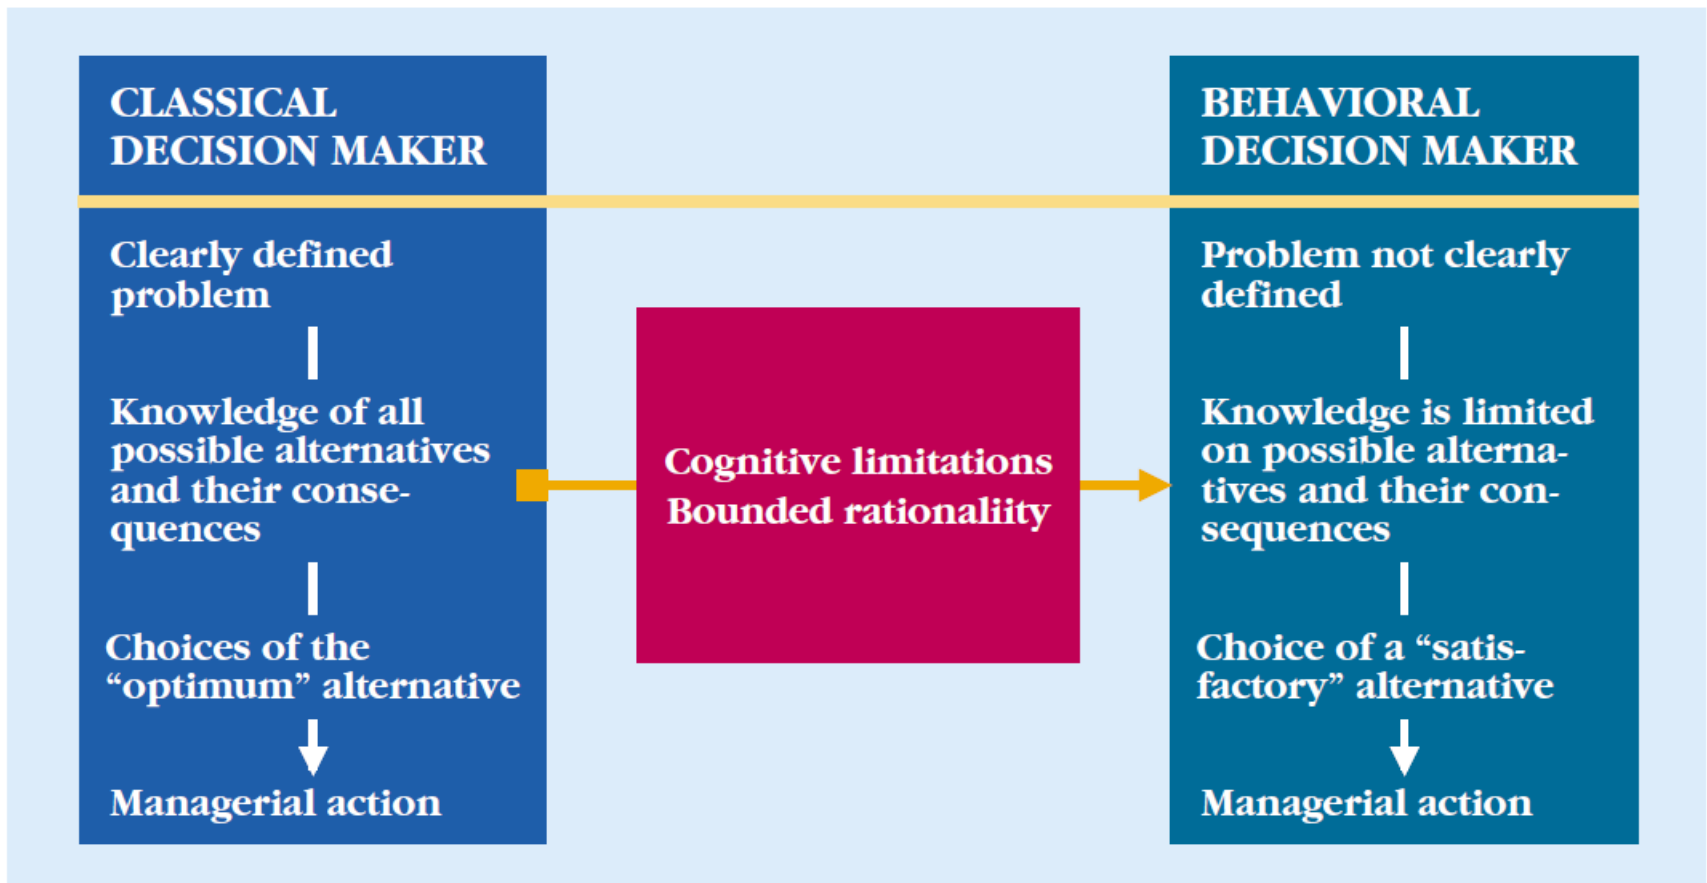 CLASSICAL
DECISION MAKER
Clearly defined
problem
Knowledge of all
possible alternatives
and their conse-
quences
Choices of the
“optimum” alternative
Managerial action
Cognitive limitations
Bounded rationaliity
BEHAVIORAL
DECISION MAKER
Problem not clearly
defined
Knowledge is limited
on possible alterna-
tives and their con-
sequences
Choice of a “satis-
factory” alternative
Managerial action